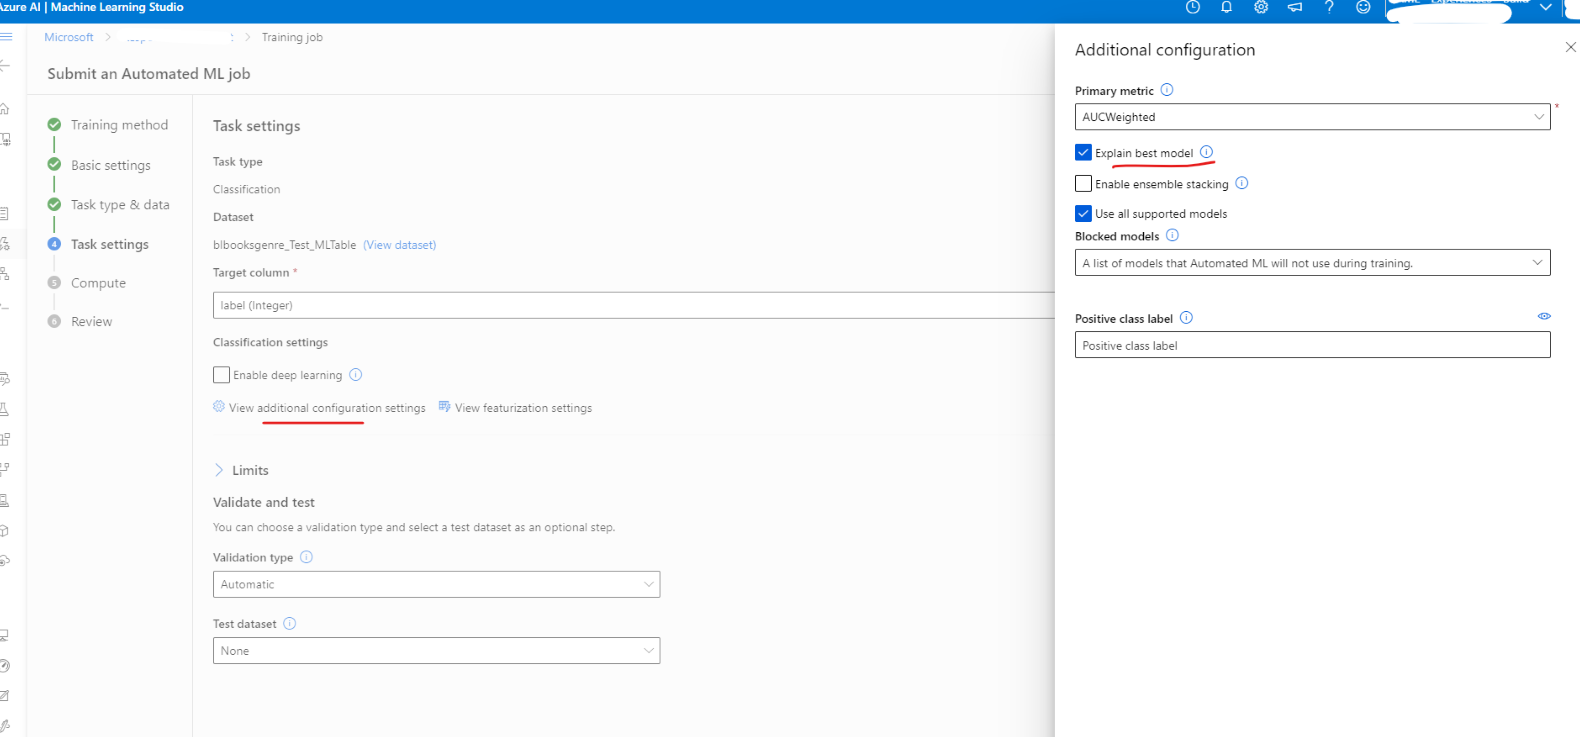 Azure AI | Machine Learning Studio
Microsoft > > Training job
Submit an Automated ML job
Training method
Basic settings
Task type & data
4 Task settings
5 Compute
6 Review
Task settings
Task type
Classification
Dataset
blbooksgenre_Test_MLTable (View dataset)
Target column *
label (Integer)
Classification settings
Enable deep learning
View additional configuration settings View featurization settings
Limits
Validate and test
You can choose a validation type and select a test dataset as an optional step.
Validation type
Automatic
Test dataset
None
Additional configuration
Primary metric
AUCWeighted *
Explain best model
Enable ensemble stacking
Use all supported models
Blocked models
A list of models that Automated ML will not use during training.
Positive class label
Positive class label